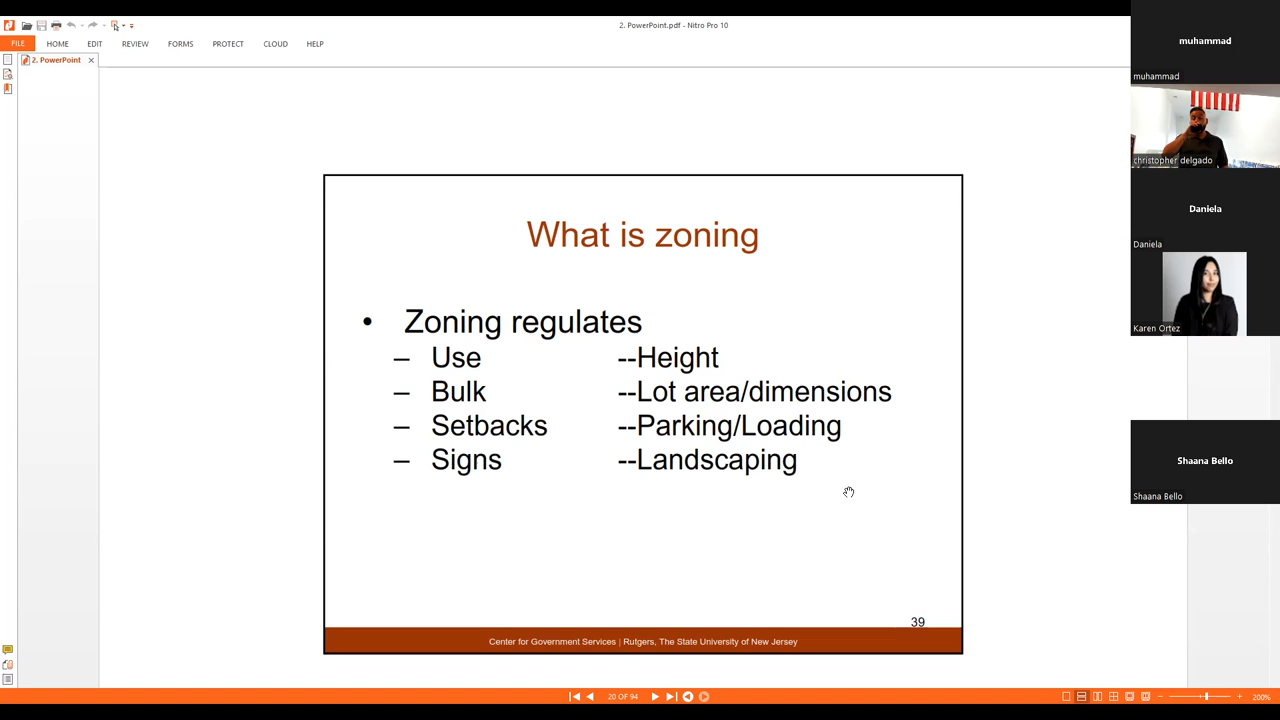 2. PowerPoint.pdf - Nitro Pro 10
FILE HOME EDIT REVIEW FORMS PROTECT CLOUD HELP
2. PowerPoint
What is zoning
• Zoning regulates
– Use --Height
– Bulk --Lot area/dimensions
– Setbacks --Parking/Loading
– Signs --Landscaping
39
Center for Government Services | Rutgers, The State University of New Jersey
20 OF 94
200%
muhammad
muhammad
christopher delgado
Daniela
Daniela
Karen Ortez
Shaana Bello
Shaana Bello